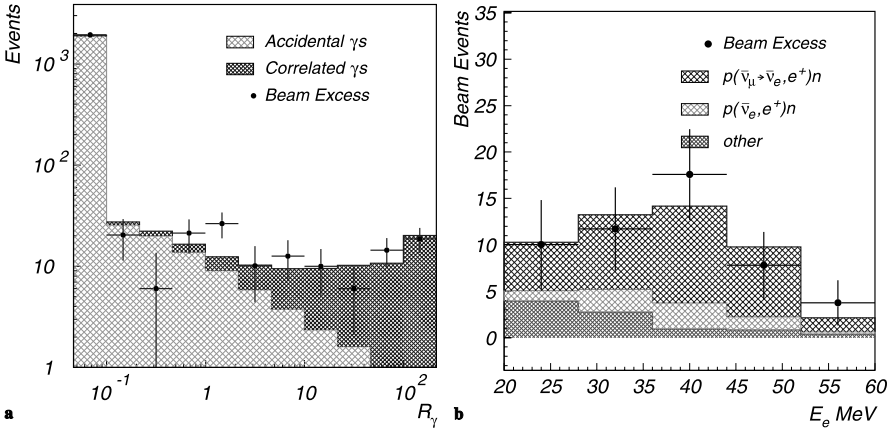 Events
10³
10²
10
1
Accidental γs
Correlated γs
Beam Excess
10⁻¹
1
10
10²
Rᵧ
a
Beam Events
35
30
25
20
15
10
5
0
Beam Excess
p(ν̄_μ→ν̄_e,e⁺)n
p(ν̄_e,e⁺)n
other
20 25 30 35 40 45 50 55 60
E_e MeV
b